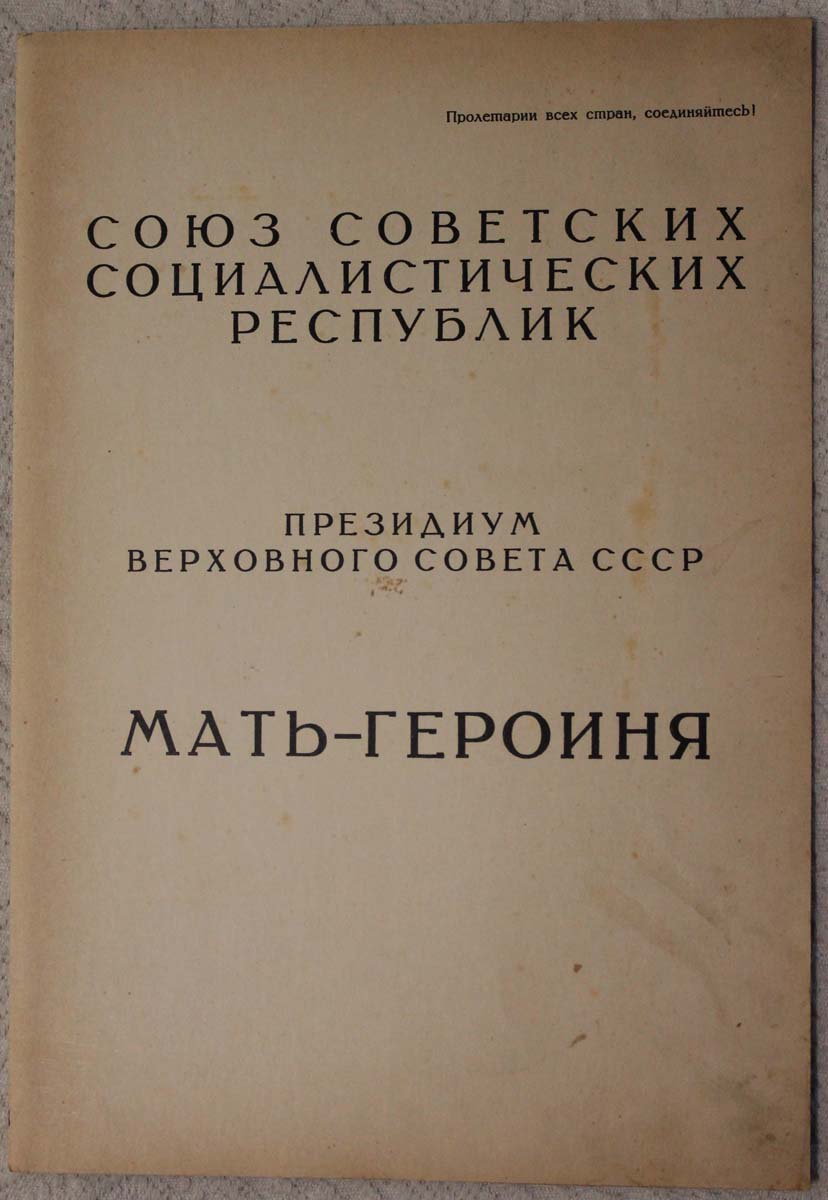 Пролетарии всех стран, соединяйтесь!
СОЮЗ СОВЕТСКИХ
СОЦИАЛИСТИЧЕСКИХ
РЕСПУБЛИК
ПРЕЗИДИУМ
ВЕРХОВНОГО СОВЕТА СССР
МАТЬ-ГЕРОИНЯ